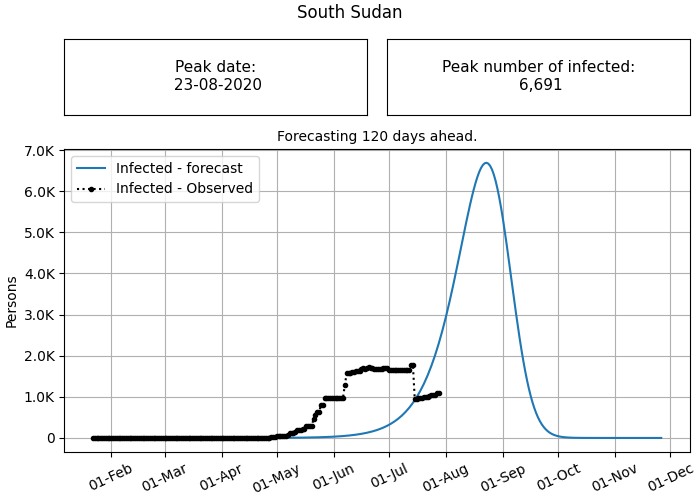 South Sudan
Peak date:
23-08-2020
Peak number of infected:
6,691
Forecasting 120 days ahead.
7.0K
6.0K
5.0K
4.0K
3.0K
2.0K
1.0K
0
Persons
Infected - forecast
Infected - Observed
01-Feb
01-Mar
01-Apr
01-May
01-Jun
01-Jul
01-Aug
01-Sep
01-Oct
01-Nov
01-Dec